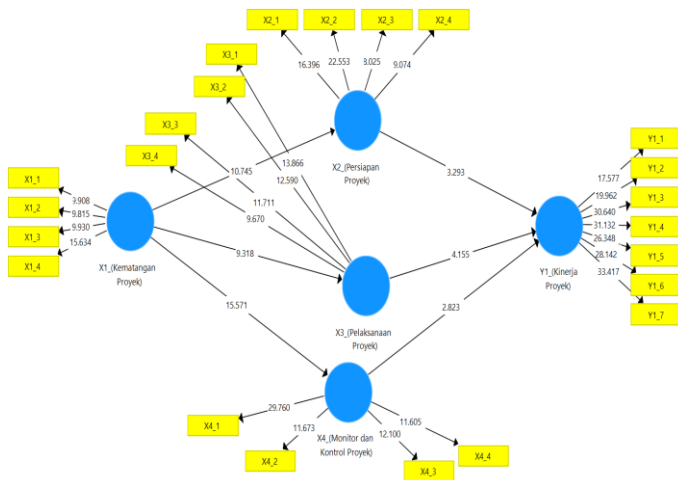 X2_1
X2_2
X2_3
X2_4
X3_1
X3_2
X3_3
X3_4
16.396
22.553
8.025
9.074
X2_(Persiapan
Proyek)
X1_1
X1_2
X1_3
X1_4
9.908
9.815
9.930
15.634
X1_(Kematangan
Proyek)
10.745
9.318
15.571
13.866
12.590
11.711
9.670
X3_(Pelaksanaan
Proyek)
3.293
4.155
2.823
Y1_(Kinerja
Proyek)
17.577
19.962
30.640
31.132
26.348
28.142
33.417
Y1_1
Y1_2
Y1_3
Y1_4
Y1_5
Y1_6
Y1_7
X4_(Monitor dan
Kontrol Proyek)
29.760
11.673
12.100
11.605
X4_1
X4_2
X4_3
X4_4